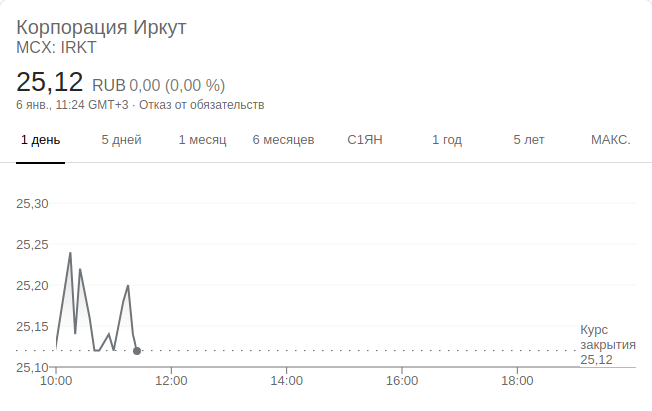 Корпорация Иркут
MCX: IRKT
25,12 RUB 0,00 (0,00 %)
6 янв., 11:24 GMT+3 · Отказ от обязательств
1 день 5 дней 1 месяц 6 месяцев С1ЯН 1 год 5 лет МАКС.
25,30
25,25
25,20
25,15
Курс
закрытия
25,12
25,10
10:00 12:00 14:00 16:00 18:00